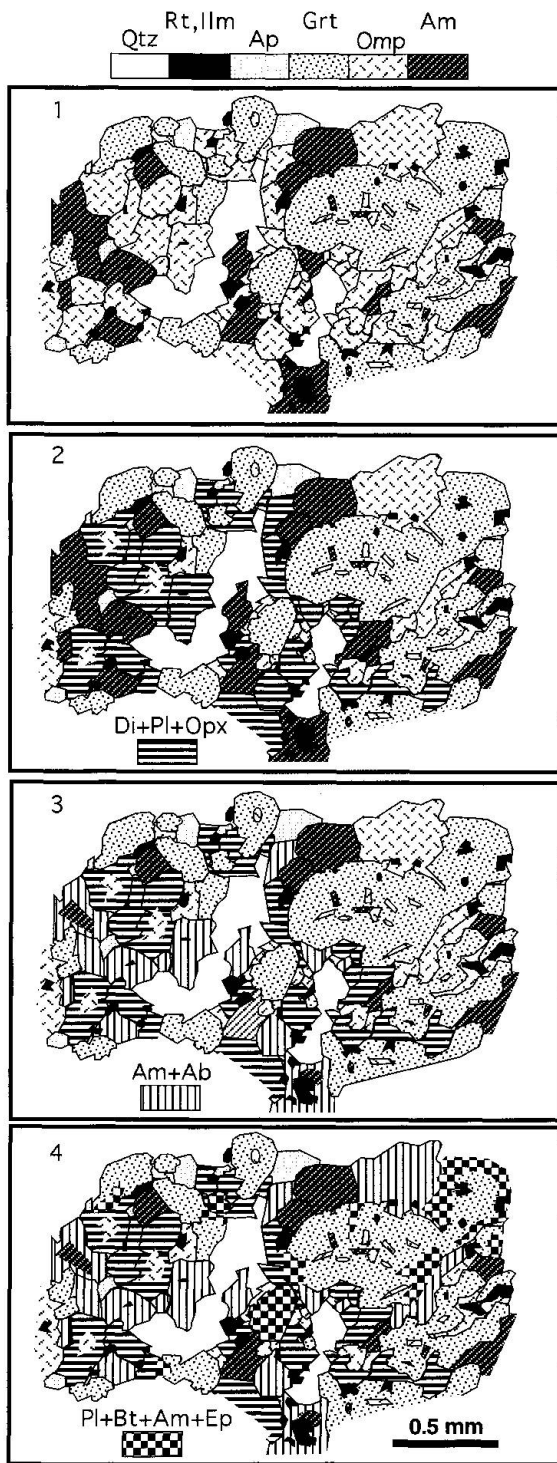 Rt,Ilm Grt Am
Qtz Ap Omp
1
2
Di+Pl+Opx
3
Am+Ab
4
Pl+Bt+Am+Ep
0.5 mm